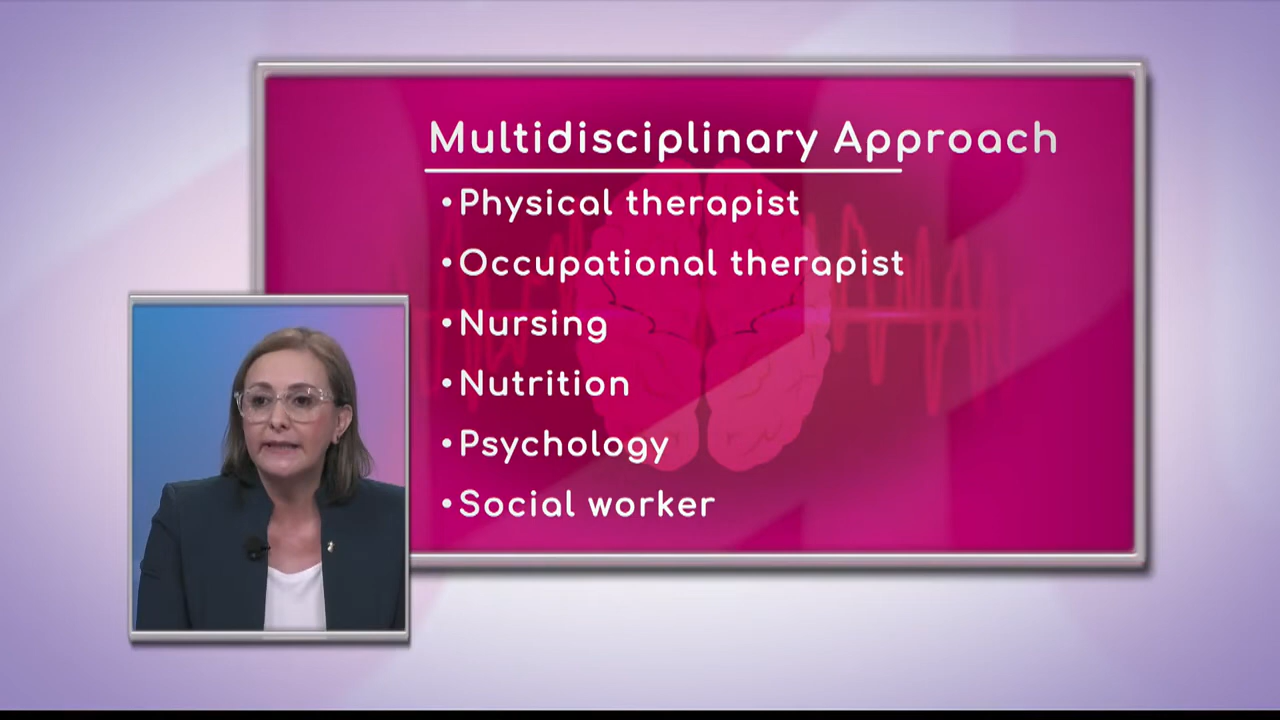 Multidisciplinary Approach
•Physical therapist
•Occupational therapist
•Nursing
•Nutrition
•Psychology
•Social worker